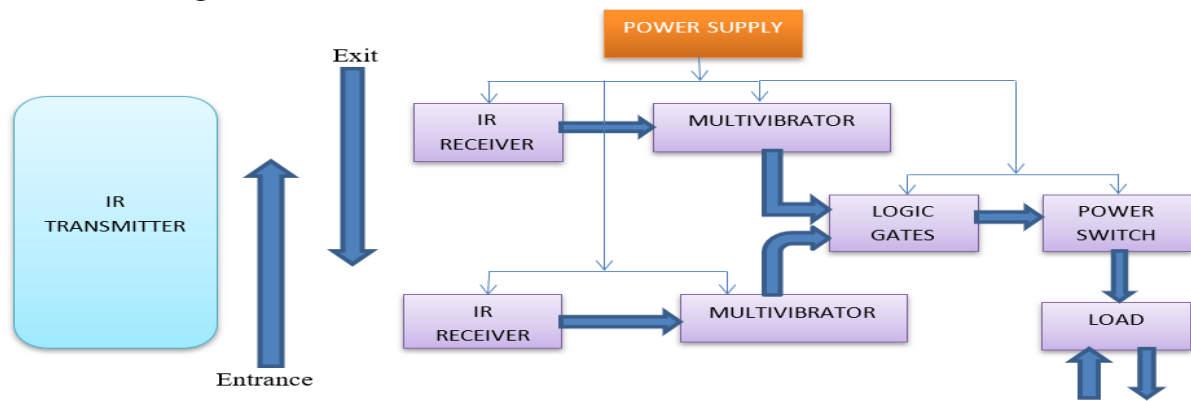 POWER SUPPLY
Exit
IR
RECEIVER
MULTIVIBRATOR
IR
TRANSMITTER
LOGIC
GATES
POWER
SWITCH
IR
RECEIVER
MULTIVIBRATOR
LOAD
Entrance